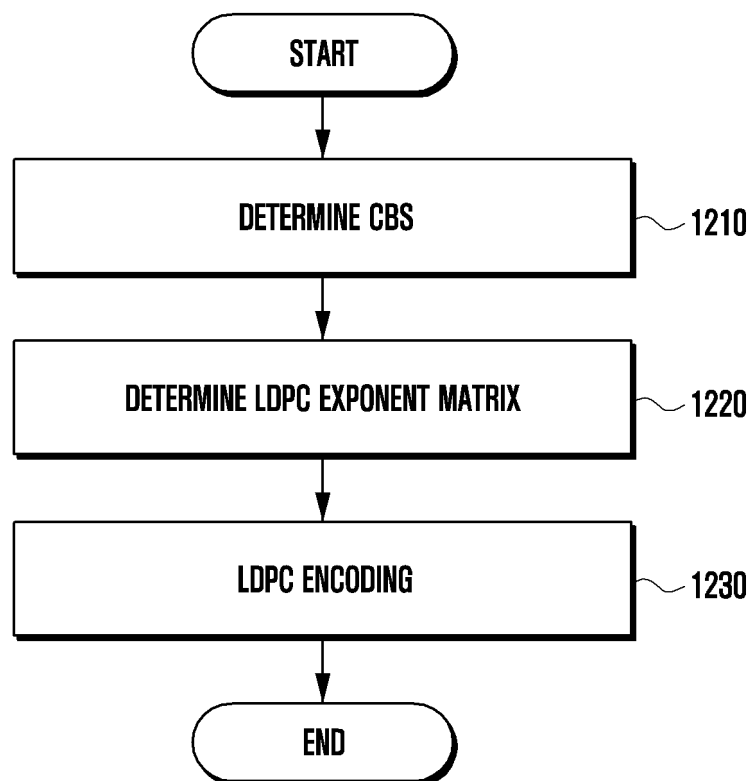 START
DETERMINE CBS
1210
DETERMINE LDPC EXPONENT MATRIX
1220
LDPC ENCODING
1230
END